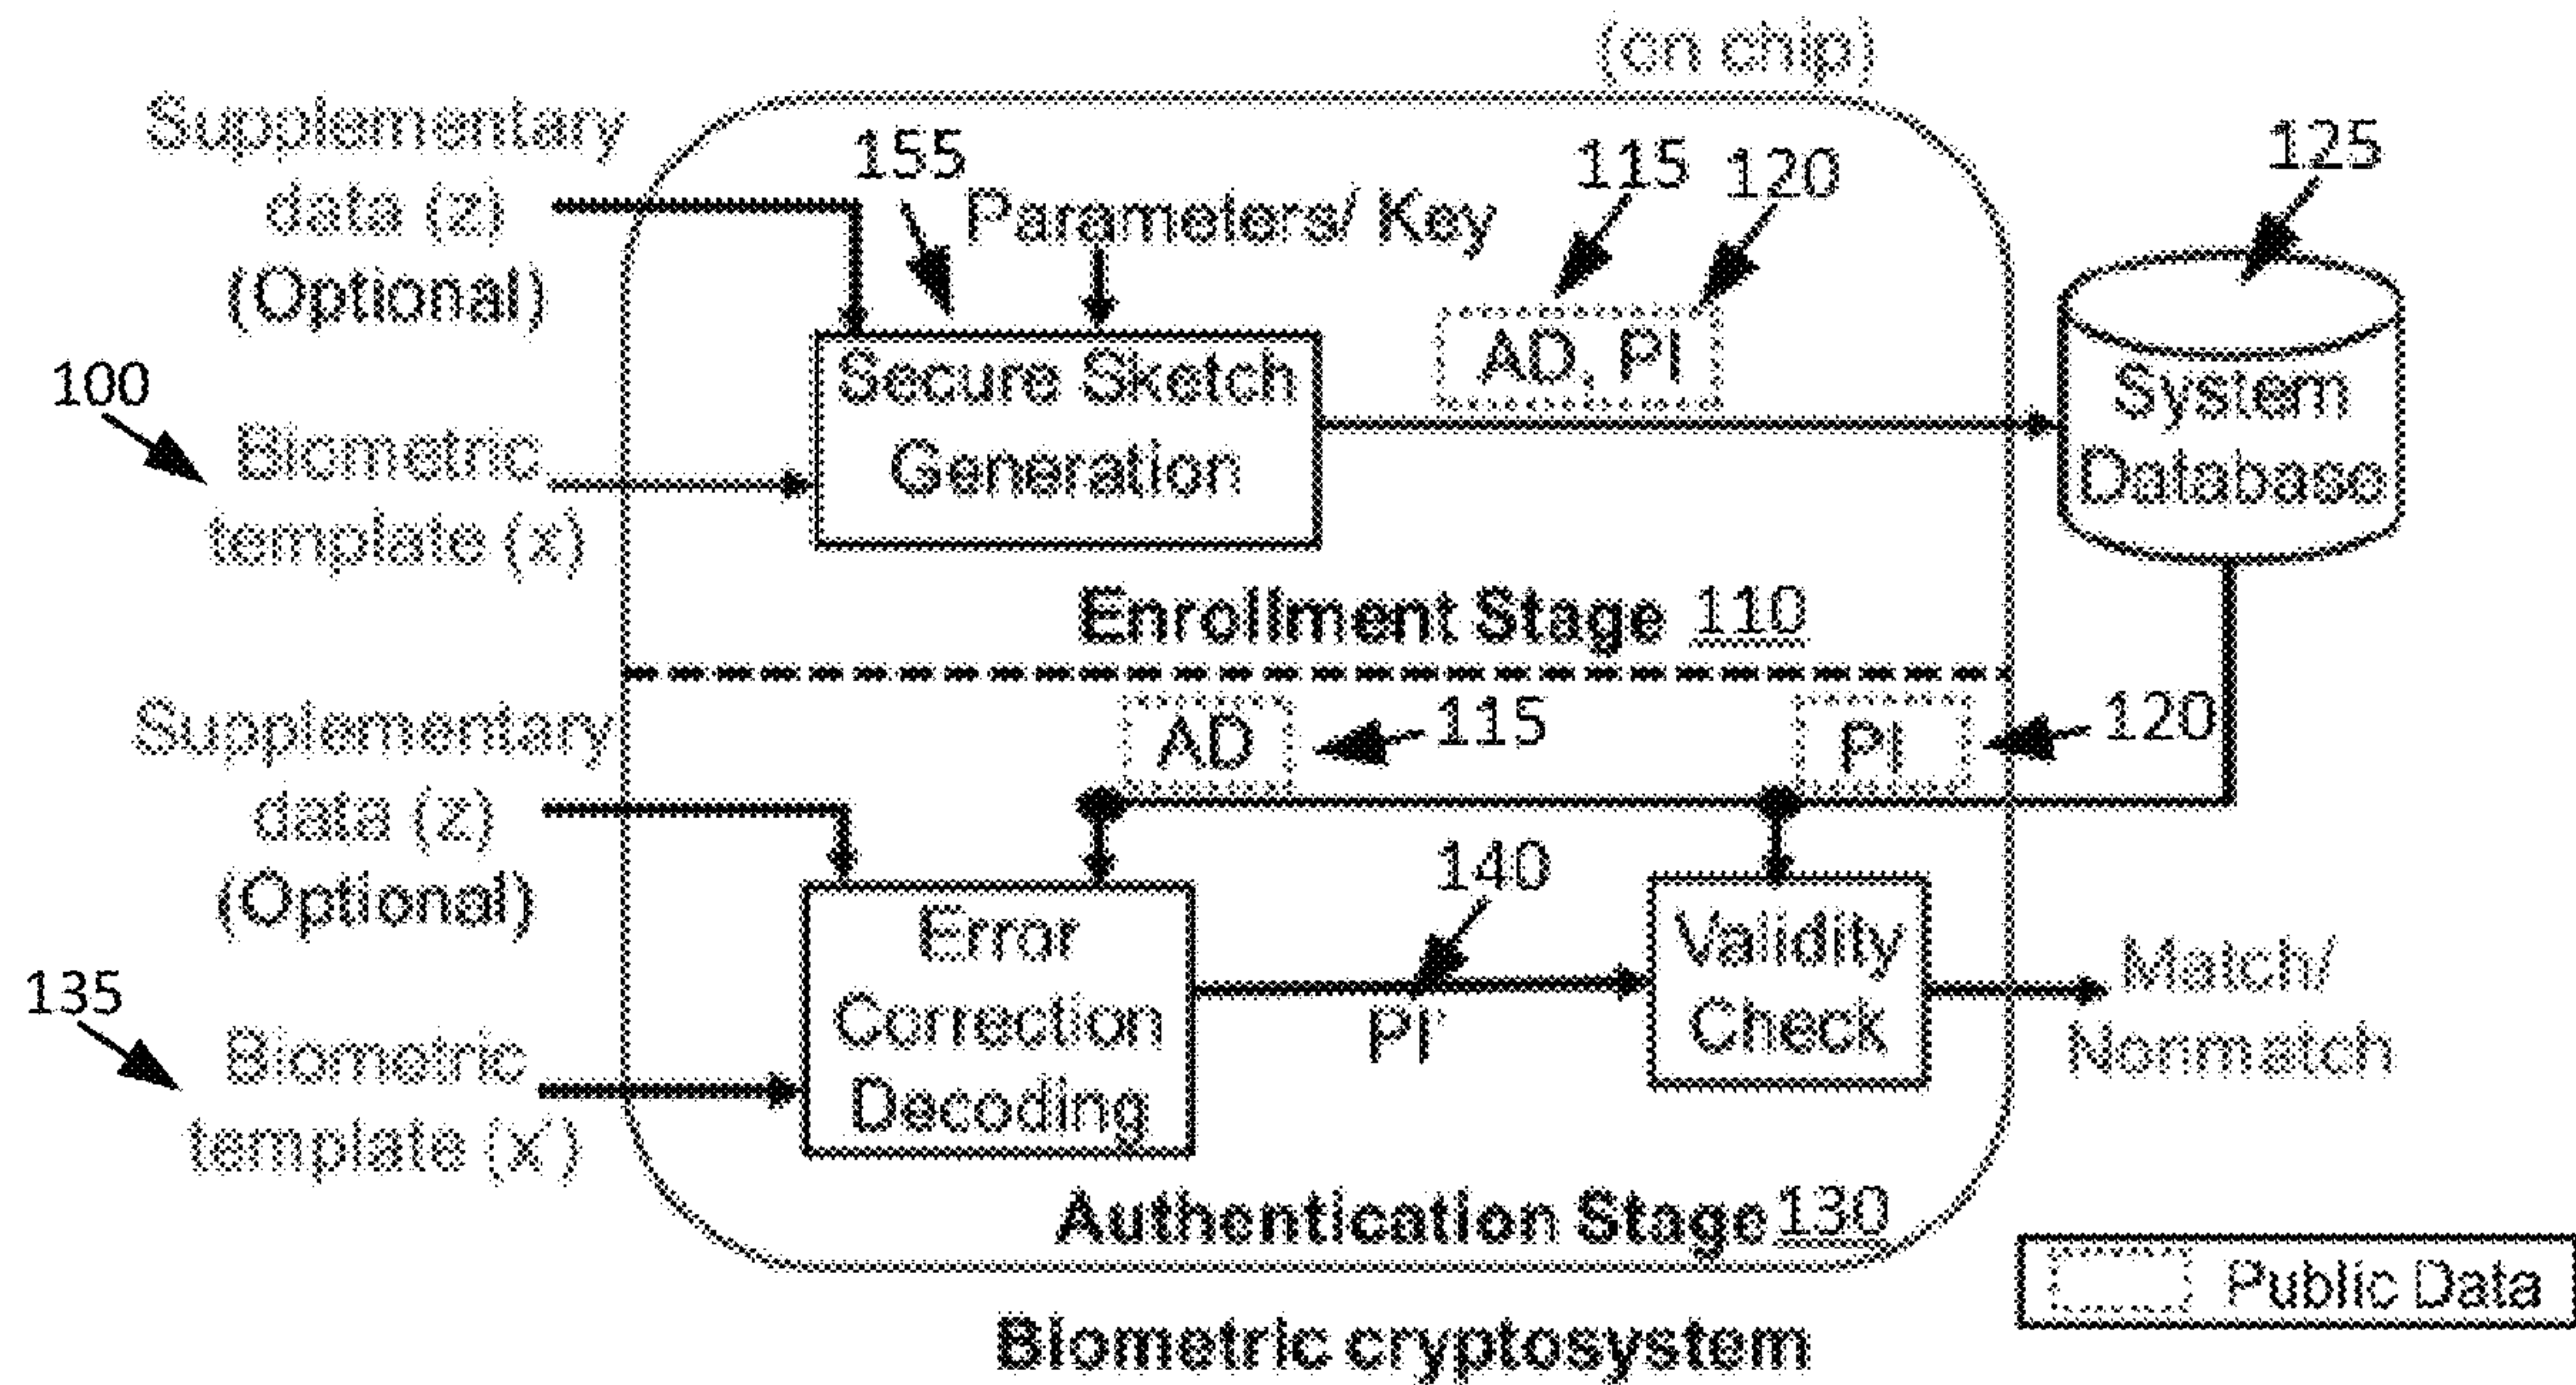 (on chip)
Supplementary
data (z)
(Optional)
155
Parameters/ Key
115
120
125
100
Biometric
template (x)
Secure Sketch
Generation
AD, PI
System
Database
Enrollment Stage 110
Supplementary
data (z)
(Optional)
AD
115
PI
120
135
Biometric
template (x')
Error
Correction
Decoding
140
PI'
Validity
Check
Match/
Nonmatch
Authentication Stage 130
Public Data
Biometric cryptosystem